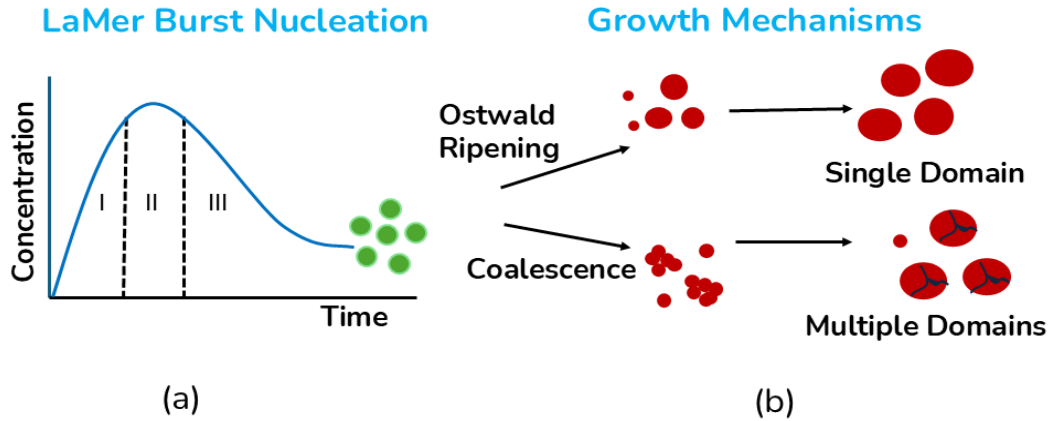 LaMer Burst Nucleation
Concentration
I
II
III
Time
(a)
Growth Mechanisms
Ostwald
Ripening
Single Domain
Coalescence
Multiple Domains
(b)